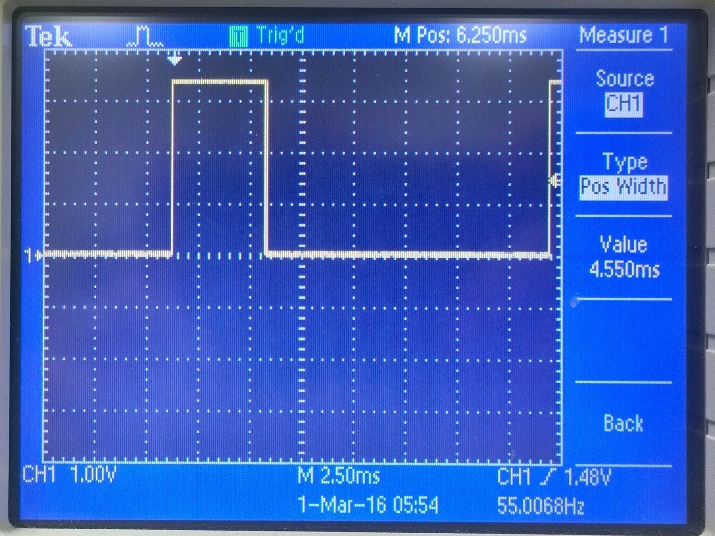 Tek Trig'd M Pos: 6.250ms Measure 1
Source
CH1
Type
Pos Width
1
Value
4.550ms
Back
CH1 1.00V M 2.50ms CH1 1.48V
1-Mar-16 05:54 55.0068Hz